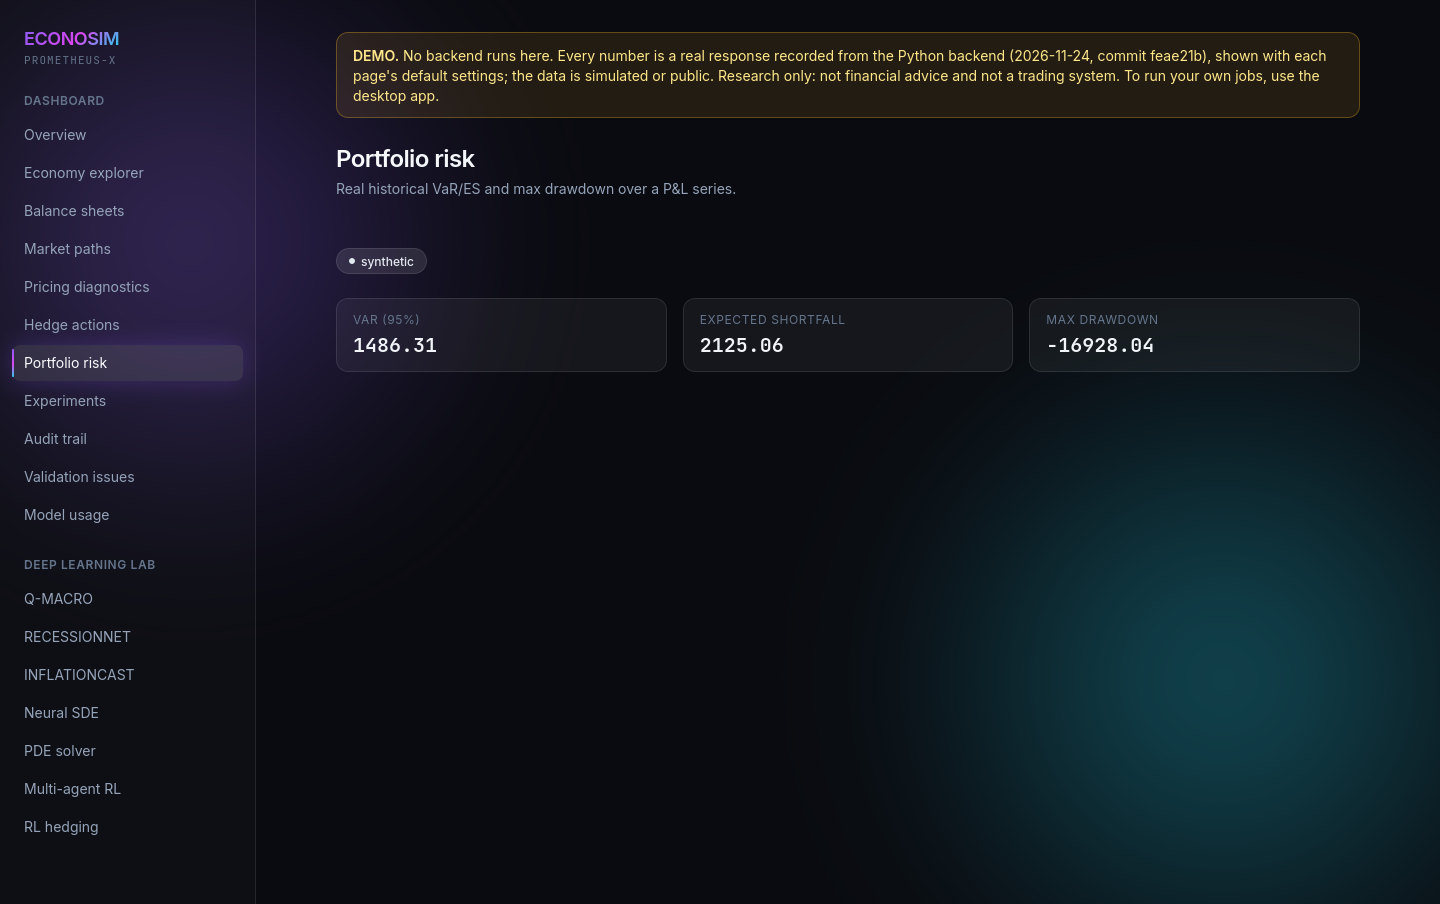 ECONOSIM
PROMETHEUS-X
DASHBOARD
Overview
Economy explorer
Balance sheets
Market paths
Pricing diagnostics
Hedge actions
Portfolio risk
Experiments
Audit trail
Validation issues
Model usage
DEEP LEARNING LAB
Q-MACRO
RECESSIONNET
INFLATIONCAST
Neural SDE
PDE solver
Multi-agent RL
RL hedging
DEMO. No backend runs here. Every number is a real response recorded from the Python backend (2026-11-24, commit feae21b), shown with each
page's default settings; the data is simulated or public. Research only: not financial advice and not a trading system. To run your own jobs, use the
desktop app.
Portfolio risk
Real historical VaR/ES and max drawdown over a P&L series.
synthetic
VAR (95%)
1486.31
EXPECTED SHORTFALL
2125.06
MAX DRAWDOWN
-16928.04